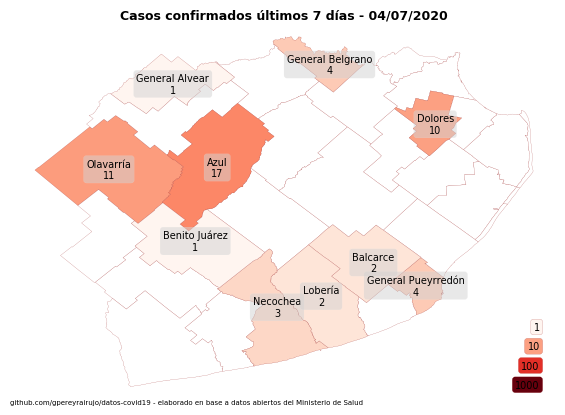 Casos confirmados últimos 7 días - 04/07/2020
General Belgrano
4
General Alvear
1
Dolores
10
Olavarría
11
Azul
17
Benito Juárez
1
Balcarce
2
General Pueyrredón
4
Lobería
2
Necochea
3
1
10
100
1000
github.com/gpereyrairujo/datos-covid19 - elaborado en base a datos abiertos del Ministerio de Salud